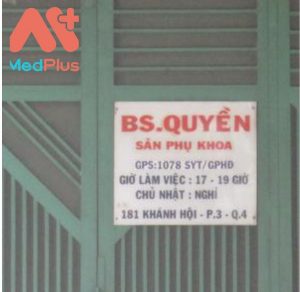 MedPlus
BS.QUYỀN
SẢN PHỤ KHOA
GPS:1078 SYT/GPHĐ
GIỜ LÀM VIỆC : 17 - 19 GIỜ
CHỦ NHẬT : NGHỈ
181 KHÁNH HỘI - P.3 - Q.4